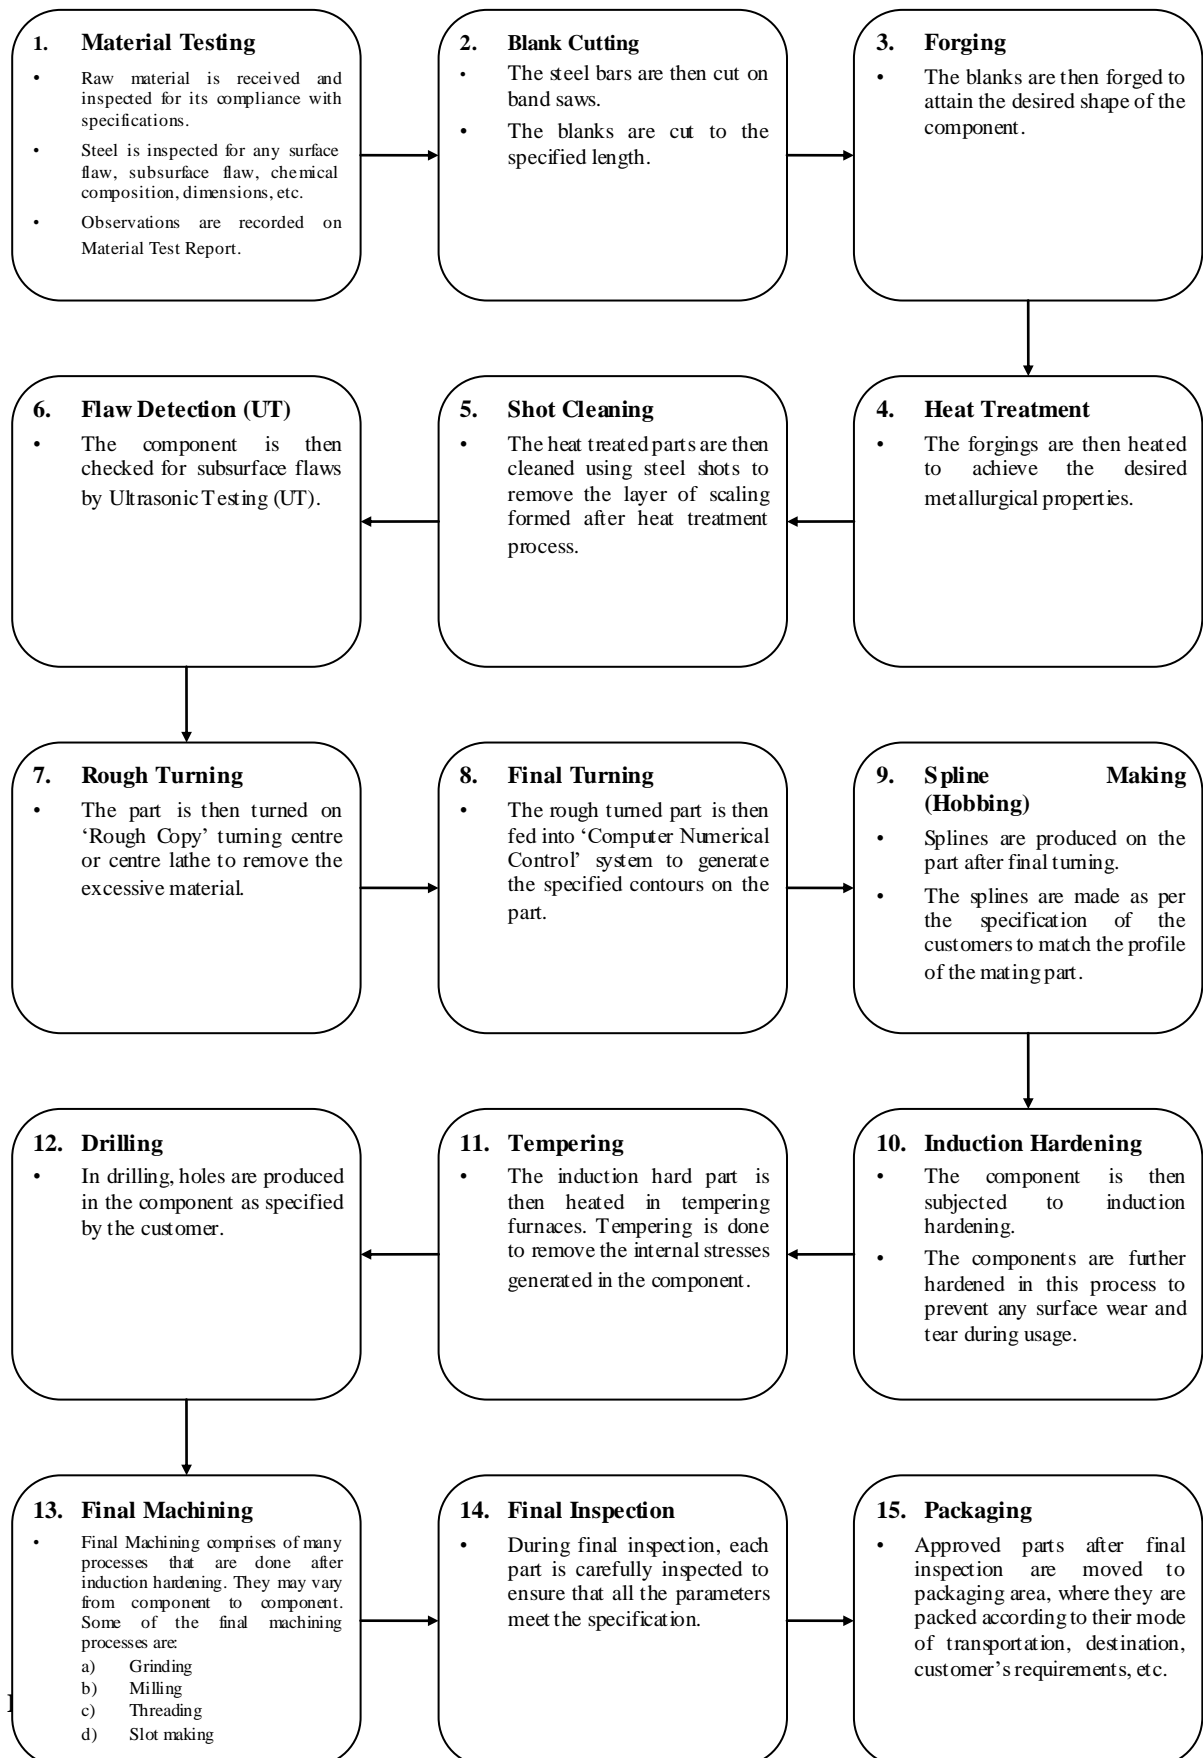 1. Material Testing
• Raw material is received and
inspected for its compliance with
specifications.
• Steel is inspected for any surface
flaw, subsurface flaw, chemical
composition, dimensions, etc.
• Observations are recorded on
Material Test Report.
2. Blank Cutting
• The steel bars are then cut on
band saws.
• The blanks are cut to the
specified length.
3. Forging
• The blanks are then forged to
attain the desired shape of the
component.
4. Heat Treatment
• The forgings are then heated
to achieve the desired
metallurgical properties.
5. Shot Cleaning
• The heat treated parts are then
cleaned using steel shots to
remove the layer of scaling
formed after heat treatment
process.
6. Flaw Detection (UT)
• The component is then
checked for subsurface flaws
by Ultrasonic Testing (UT).
7. Rough Turning
• The part is then turned on
‘Rough Copy’ turning centre
or centre lathe to remove the
excessive material.
8. Final Turning
• The rough turned part is then
fed into ‘Computer Numerical
Control’ system to generate
the specified contours on the
part.
9. Spline Making
(Hobbing)
• Splines are produced on the
part after final turning.
• The splines are made as per
the specification of the
customers to match the profile
of the mating part.
10. Induction Hardening
• The component is then
subjected to induction
hardening.
• The components are further
hardened in this process to
prevent any surface wear and
tear during usage.
11. Tempering
• The induction hard part is
then heated in tempering
furnaces. Tempering is done
to remove the internal stresses
generated in the component.
12. Drilling
• In drilling, holes are produced
in the component as specified
by the customer.
13. Final Machining
• Final Machining comprises of many
processes that are done after
induction hardening. They may vary
from component to component.
Some of the final machining
processes are:
a) Grinding
b) Milling
c) Threading
d) Slot making
14. Final Inspection
• During final inspection, each
part is carefully inspected to
ensure that all the parameters
meet the specification.
15. Packaging
• Approved parts after final
inspection are moved to
packaging area, where they are
packed according to their mode
of transportation, destination,
customer’s requirements, etc.